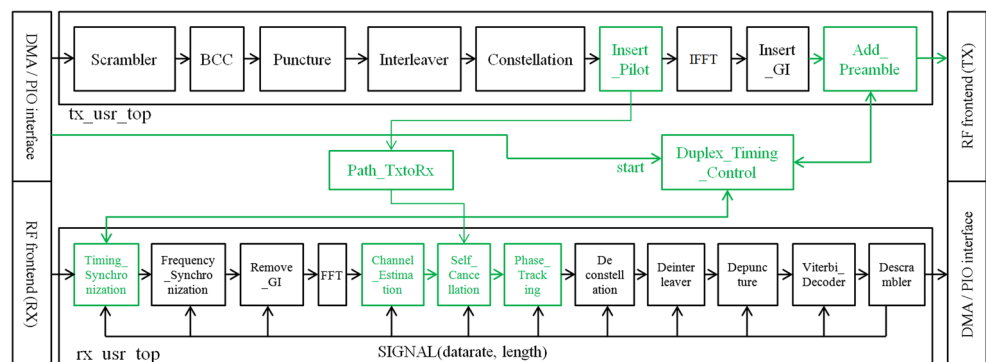 DMA / PIO interface
Scrambler
BCC
Puncture
Interleaver
Constellation
Insert
_Pilot
IFFT
Insert
_GI
Add_
Preamble
RF frontend (TX)
tx_usr_top
Path_TxtoRx
start
Duplex_Timing
_Control
RF frontend (RX)
Timing_
Synchro
nization
Frequency
_Synchro
nization
Remove
_GI
FFT
Channel
_Estima
tion
Self_
Cance
llation
Phase_
Track
ing
De
constell
ation
Deinter
leaver
Depunc
ture
Viterbi_
Decoder
Descra
mbler
DMA / PIO interface
rx_usr_top
SIGNAL(datarate, length)